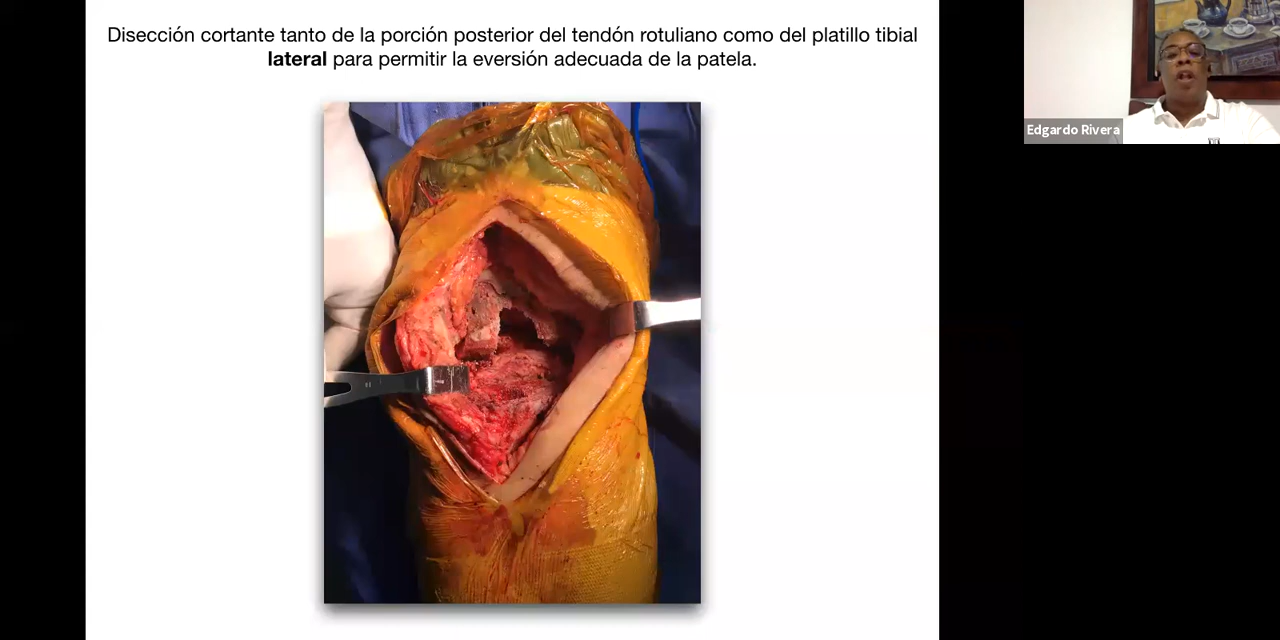 Disección cortante tanto de la porción posterior del tendón rotuliano como del platillo tibial
lateral para permitir la eversión adecuada de la patela.
Edgardo Rivera